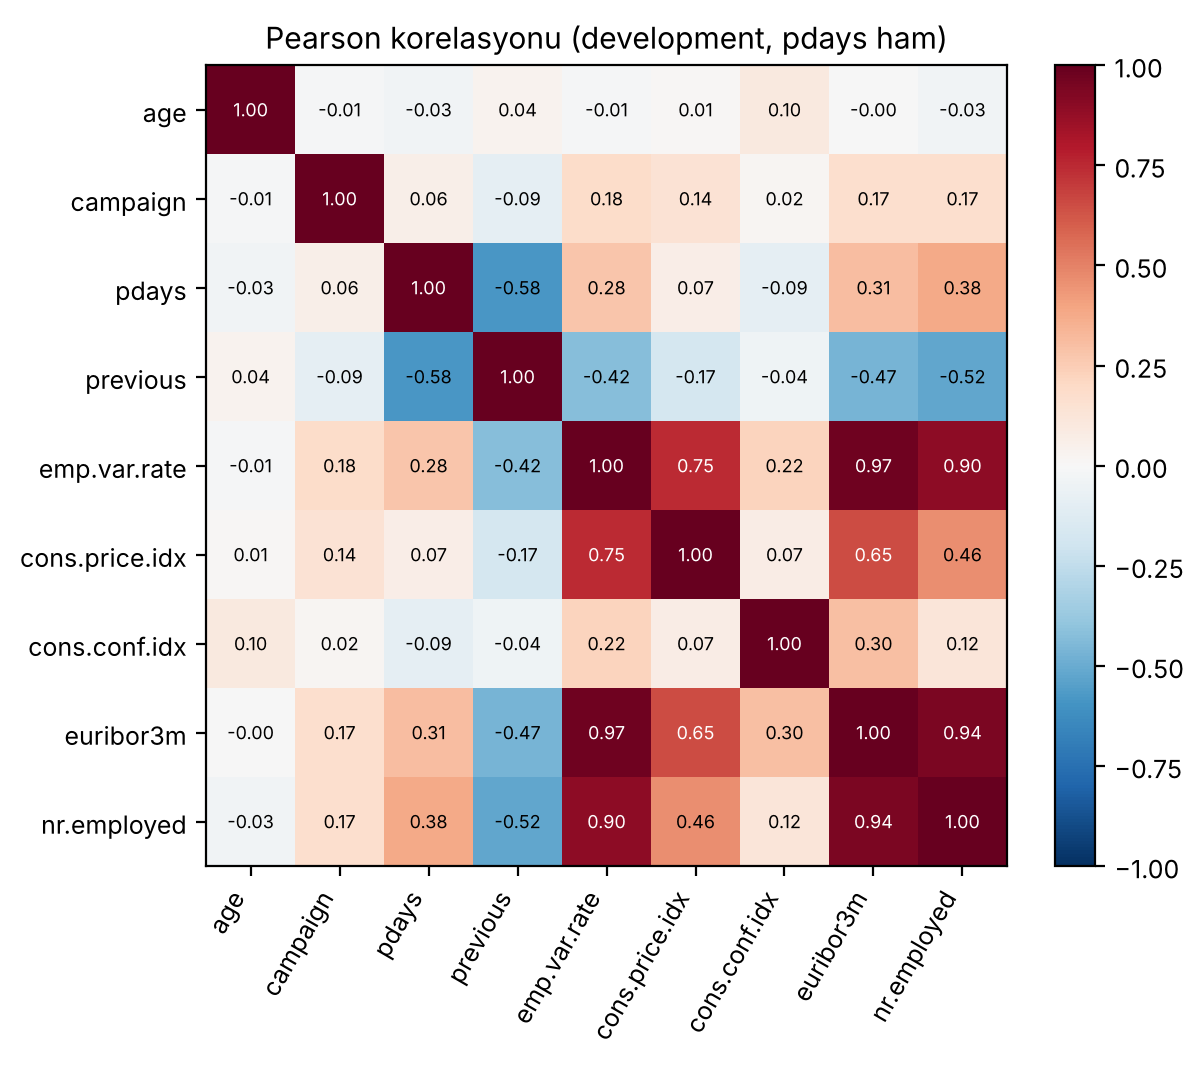 Pearson korelasyonu (development, pdays ham)
age 1.00 -0.01 -0.03 0.04 -0.01 0.01 0.10 -0.00 -0.03
campaign -0.01 1.00 0.06 -0.09 0.18 0.14 0.02 0.17 0.17
pdays -0.03 0.06 1.00 -0.58 0.28 0.07 -0.09 0.31 0.38
previous 0.04 -0.09 -0.58 1.00 -0.42 -0.17 -0.04 -0.47 -0.52
emp.var.rate -0.01 0.18 0.28 -0.42 1.00 0.75 0.22 0.97 0.90
cons.price.idx 0.01 0.14 0.07 -0.17 0.75 1.00 0.07 0.65 0.46
cons.conf.idx 0.10 0.02 -0.09 -0.04 0.22 0.07 1.00 0.30 0.12
euribor3m -0.00 0.17 0.31 -0.47 0.97 0.65 0.30 1.00 0.94
nr.employed -0.03 0.17 0.38 -0.52 0.90 0.46 0.12 0.94 1.00
age campaign pdays previous emp.var.rate cons.price.idx cons.conf.idx euribor3m nr.employed
1.00
0.75
0.50
0.25
0.00
−0.25
−0.50
−0.75
−1.00